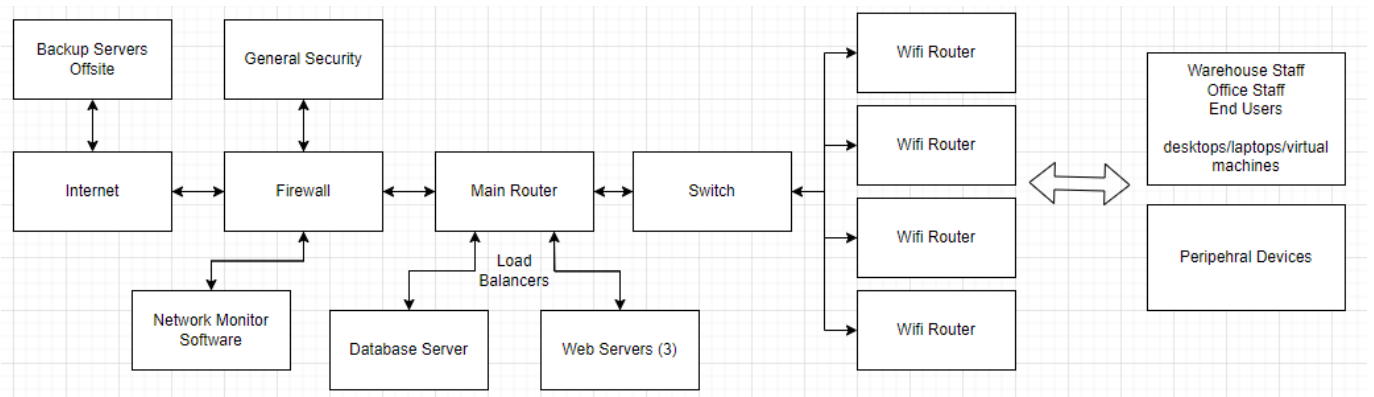 Backup Servers
Offsite
General Security
Internet
Firewall
Main Router
Switch
Load
Balancers
Network Monitor
Software
Database Server
Web Servers (3)
Wifi Router
Wifi Router
Wifi Router
Wifi Router
Warehouse Staff
Office Staff
End Users
desktops/laptops/virtual
machines
Peripehral Devices